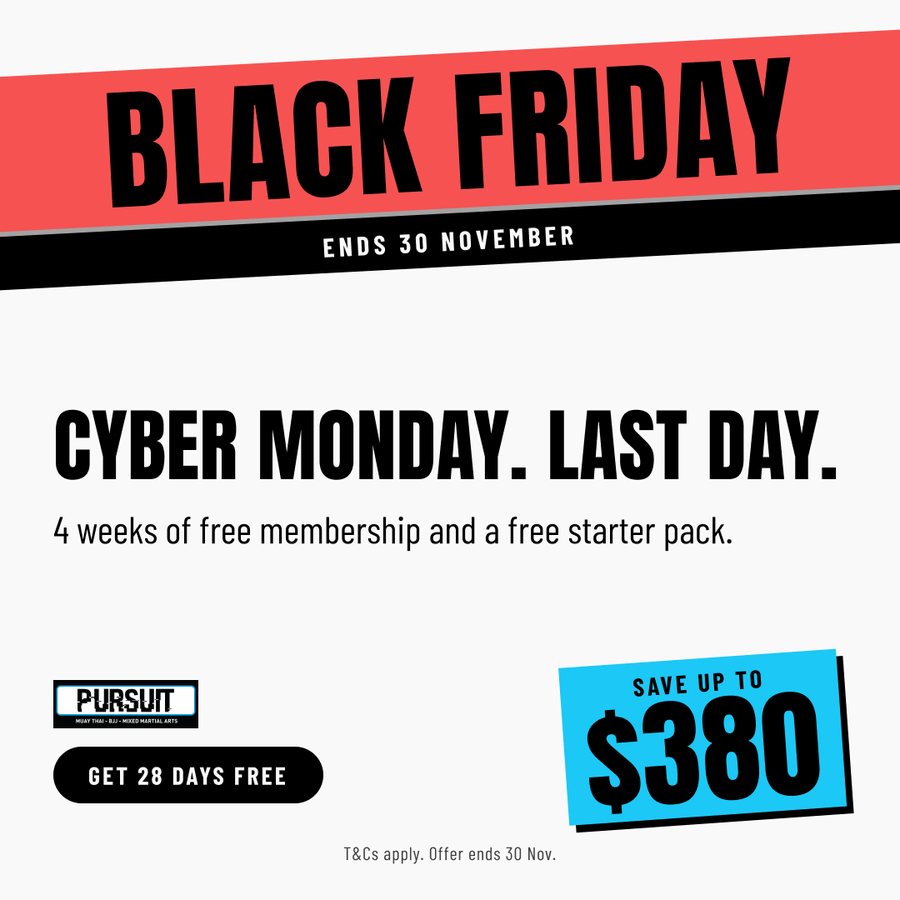 BLACK FRIDAY
ENDS 30 NOVEMBER
CYBER MONDAY. LAST DAY.
4 weeks of free membership and a free starter pack.
PURSUIT
MUAY THAI - BJJ - MIXED MARTIAL ARTS
GET 28 DAYS FREE
SAVE UP TO
$380
T&Cs apply. Offer ends 30 Nov.